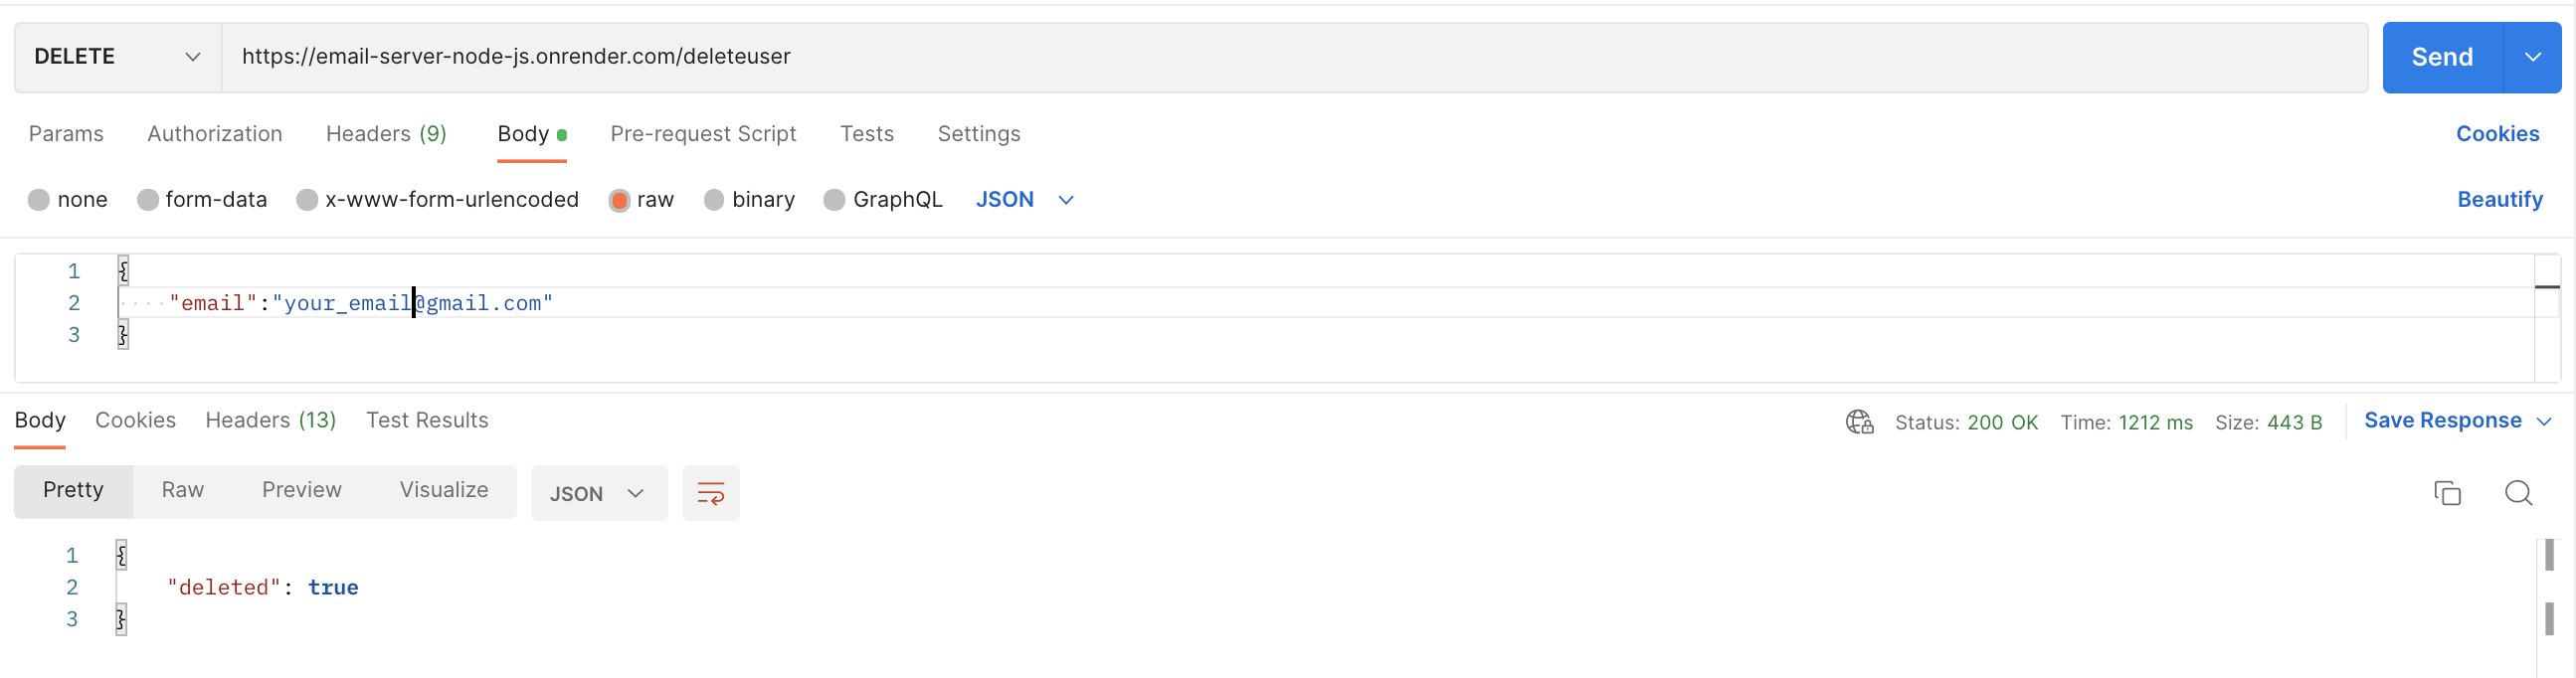 DELETE https://email-server-node-js.onrender.com/deleteuser Send
Params Authorization Headers (9) Body Pre-request Script Tests Settings Cookies
none form-data x-www-form-urlencoded raw binary GraphQL JSON Beautify
1 {
2 "email":"your_email@gmail.com"
3 }
Body Cookies Headers (13) Test Results Status: 200 OK Time: 1212 ms Size: 443 B Save Response
Pretty Raw Preview Visualize JSON
1 {
2 "deleted": true
3 }